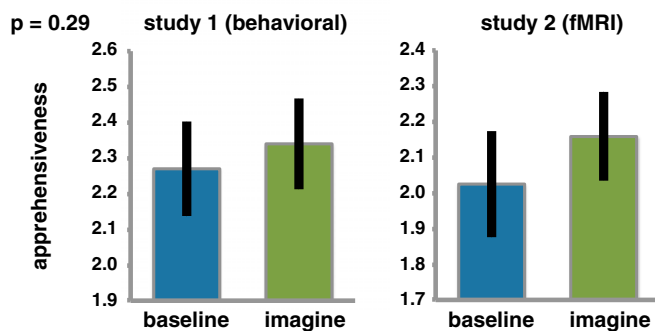 p = 0.29
study 1 (behavioral)
study 2 (fMRI)
apprehensiveness
2.6
2.5
2.4
2.3
2.2
2.1
2.0
1.9
baseline
imagine
2.4
2.3
2.2
2.1
2.0
1.9
1.8
1.7
baseline
imagine